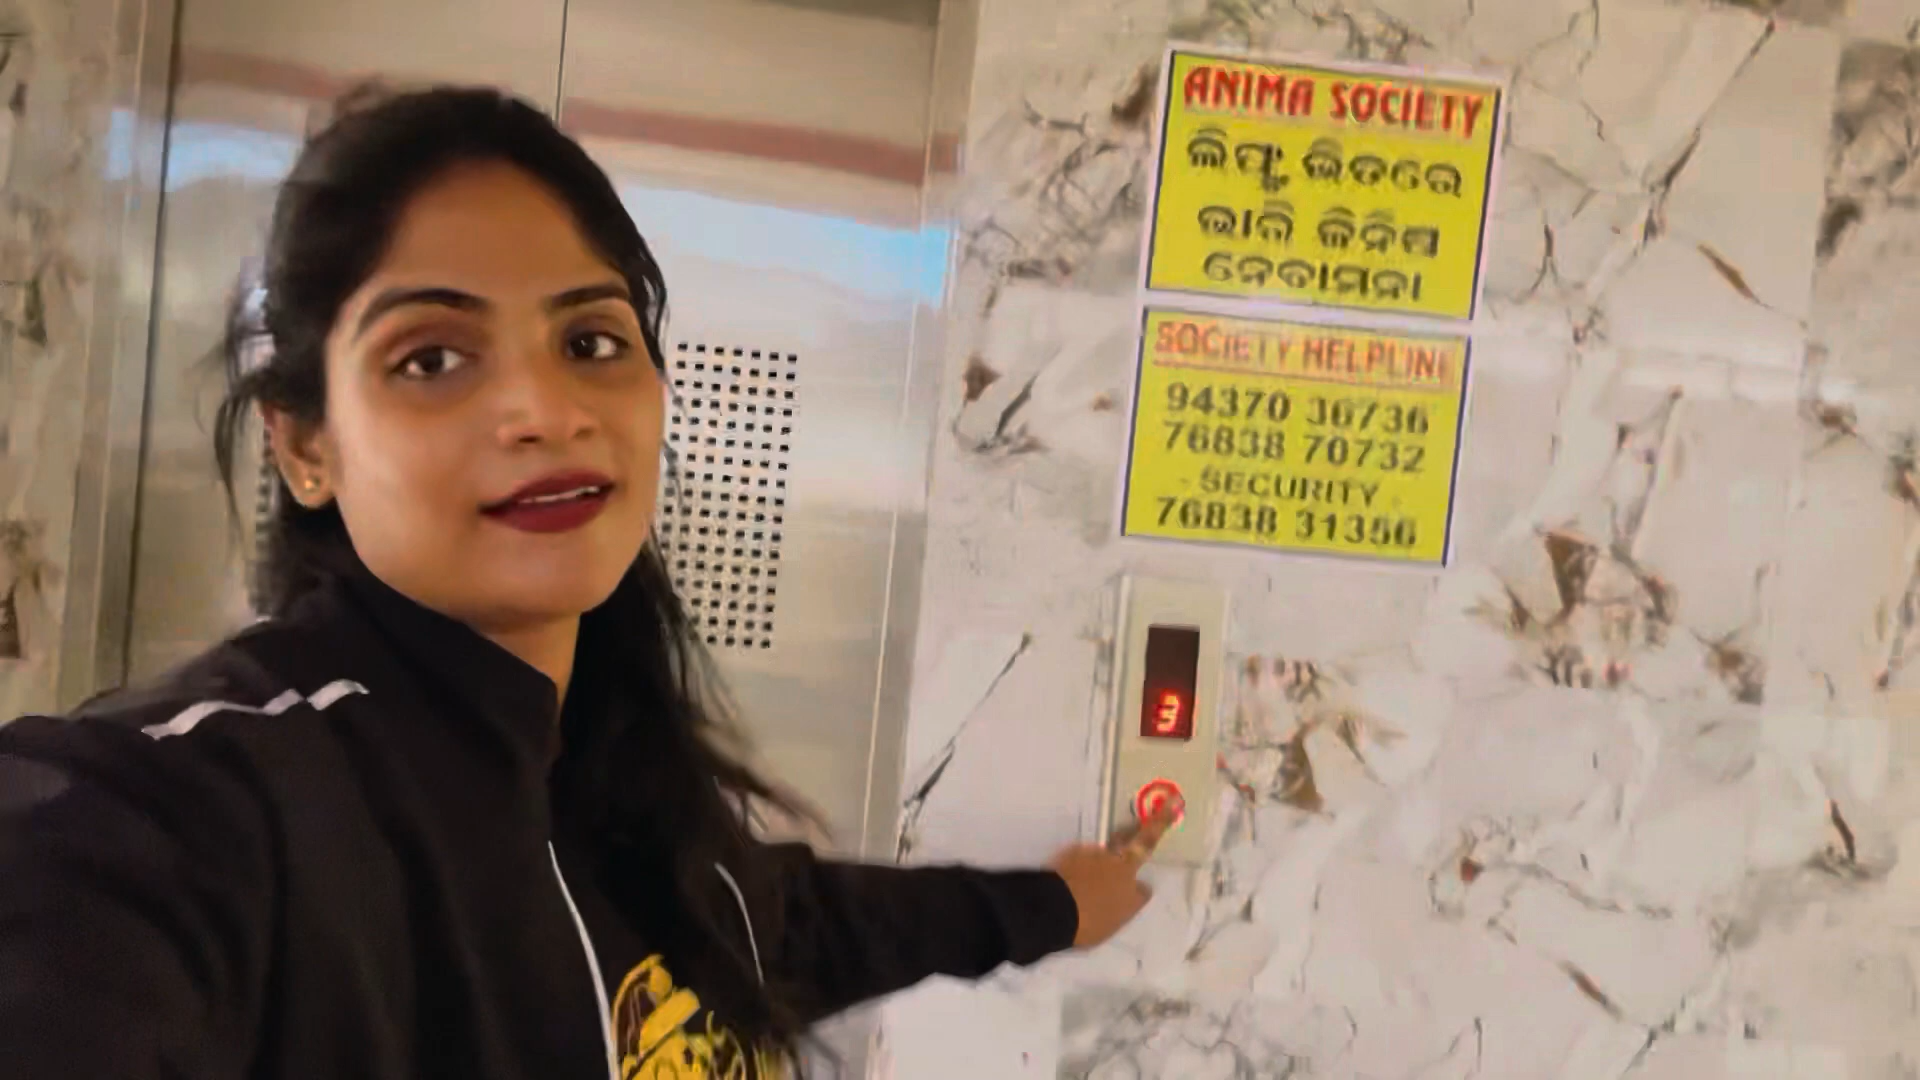 ANIMA SOCIETY
ଲିଫ୍ଟ ଭିତରେ
ଭାରି ଜିନିଷ
ନେବାମନା
SOCIETY HELPLINE
94370 36736
76838 70732
SECURITY
76838 31356
3